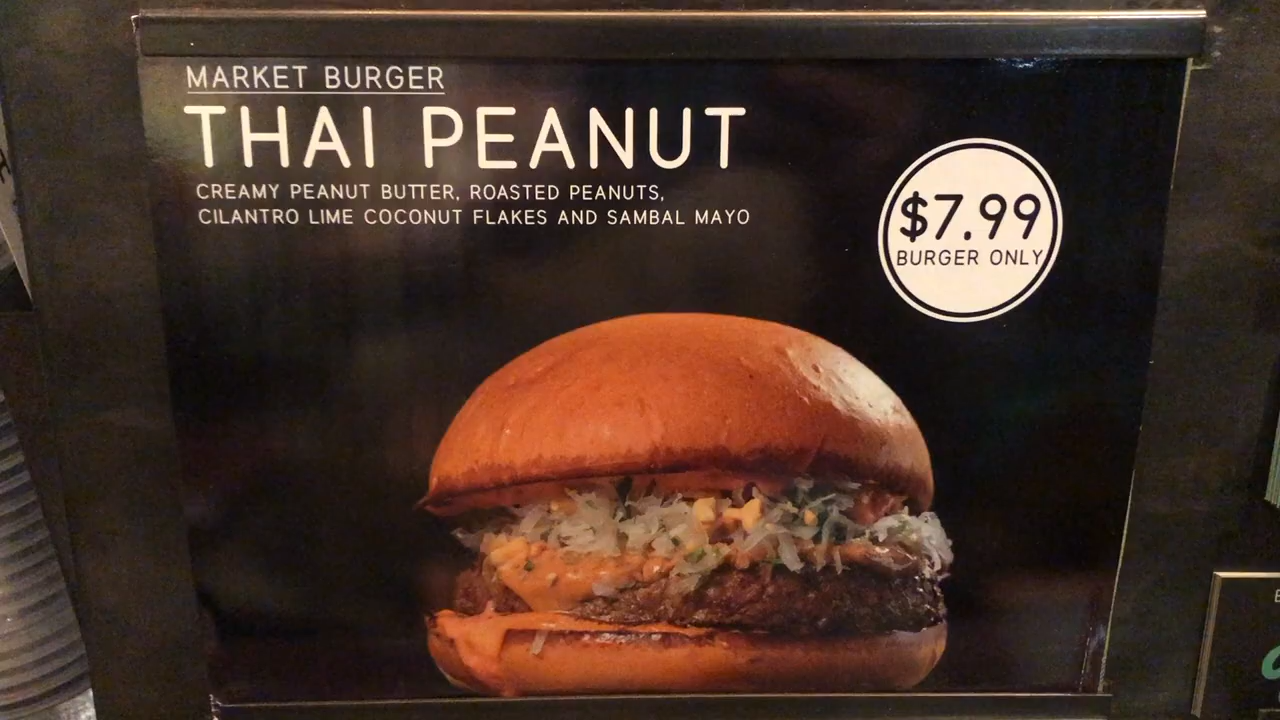 MARKET BURGER
THAI PEANUT
CREAMY PEANUT BUTTER, ROASTED PEANUTS,
CILANTRO LIME COCONUT FLAKES AND SAMBAL MAYO
$7.99
BURGER ONLY